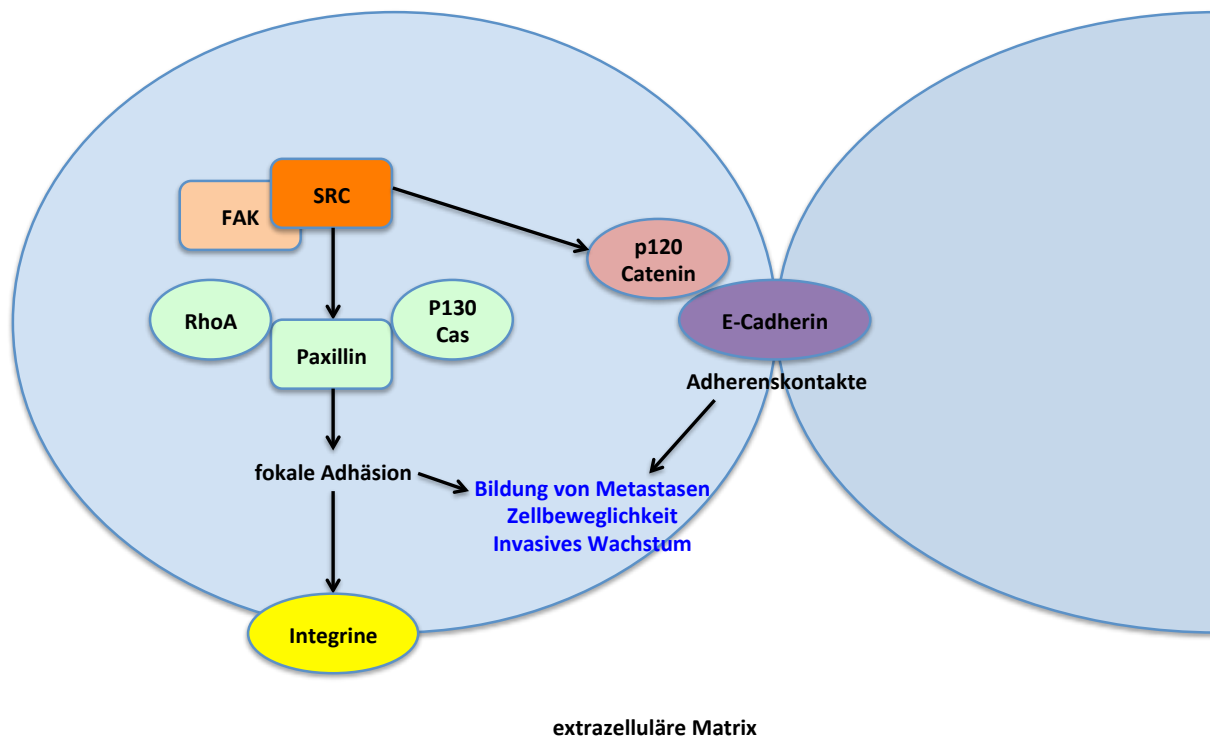 SRC
FAK
p120
Catenin
RhoA
P130
Cas
E-Cadherin
Paxillin
Adherenskontakte
fokale Adhäsion
Bildung von Metastasen
Zellbeweglichkeit
Invasives Wachstum
Integrine
extrazelluläre Matrix